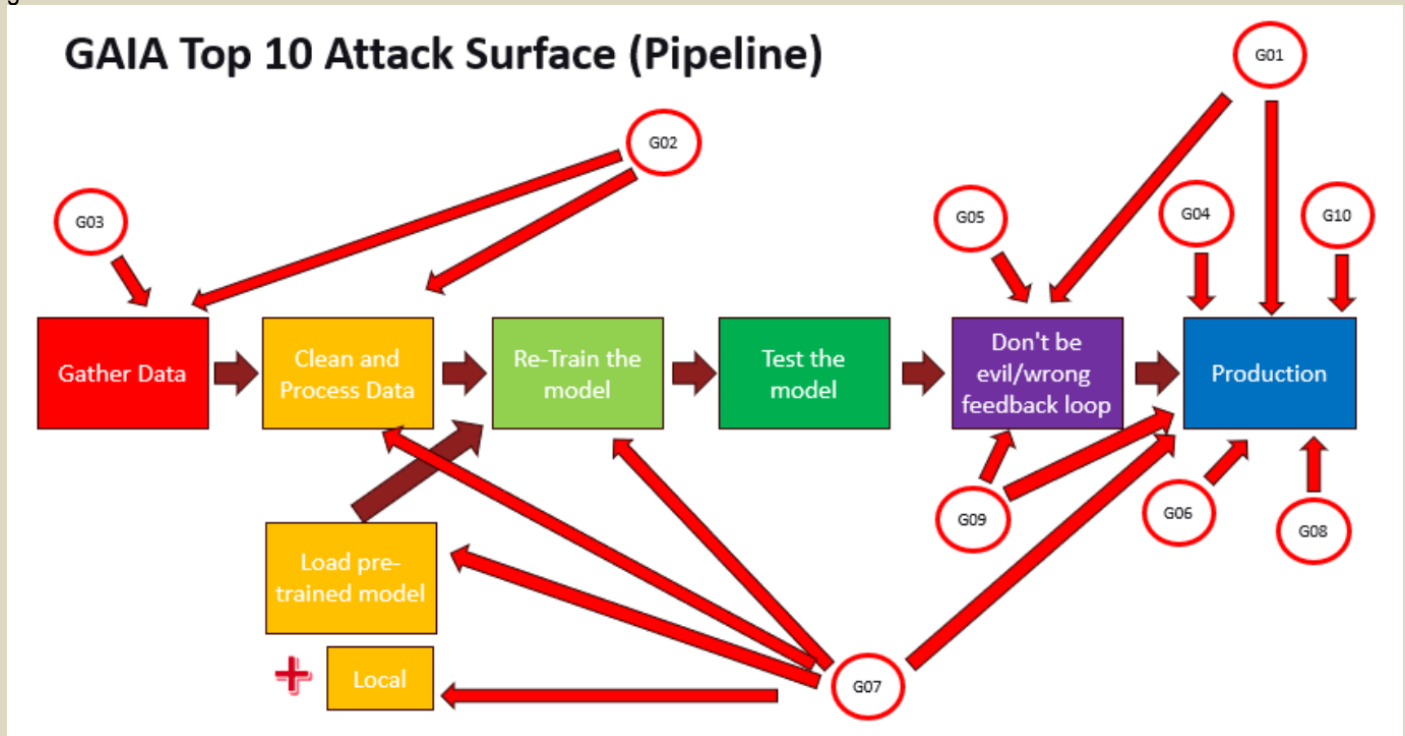 GAIA Top 10 Attack Surface (Pipeline)
G01
G02
G03
G05
G04
G10
Gather Data
Clean and
Process Data
Re-Train the
model
Test the
model
Don't be
evil/wrong
feedback loop
Production
G09
G06
G08
Load pre-
trained model
Local
G07